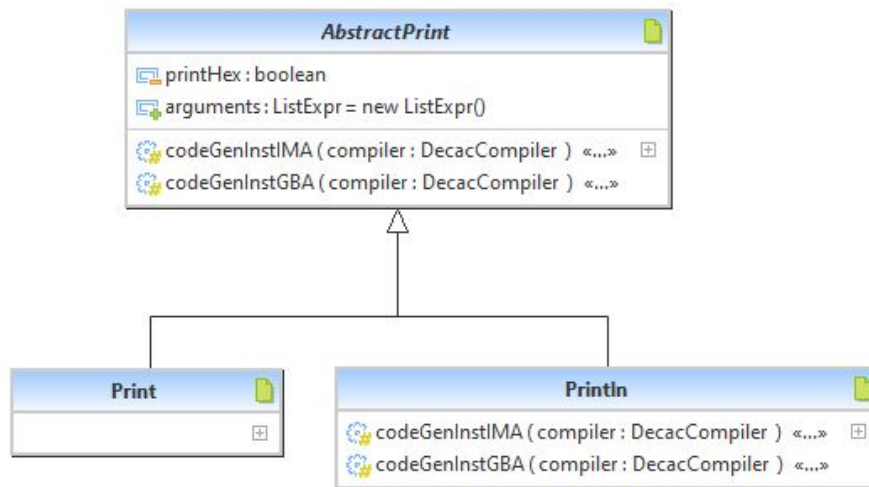 AbstractPrint
printHex : boolean
arguments : ListExpr = new ListExpr()
codeGenInstIMA ( compiler : DecacCompiler ) «...»
codeGenInstGBA ( compiler : DecacCompiler ) «...»
Print
Println
codeGenInstIMA ( compiler : DecacCompiler ) «...»
codeGenInstGBA ( compiler : DecacCompiler ) «...»